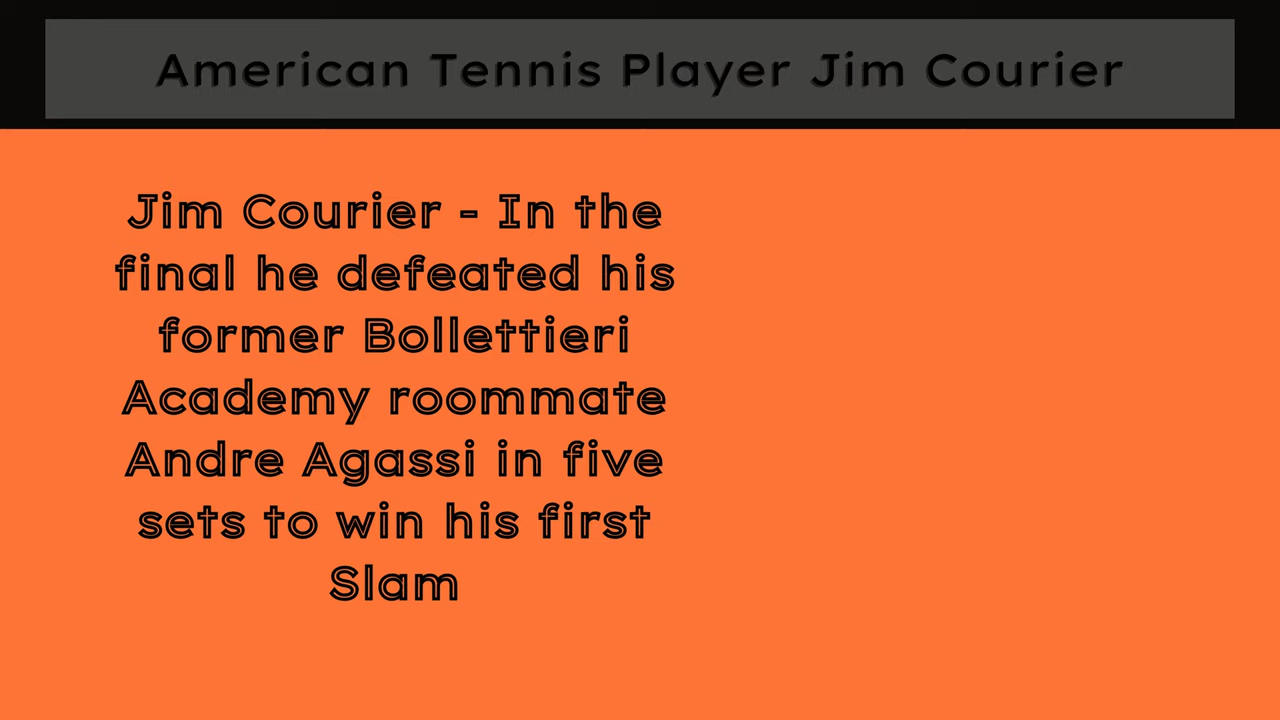 American Tennis Player Jim Courier
Jim Courier - In the
final he defeated his
former Bollettieri
Academy roommate
Andre Agassi in five
sets to win his first
Slam